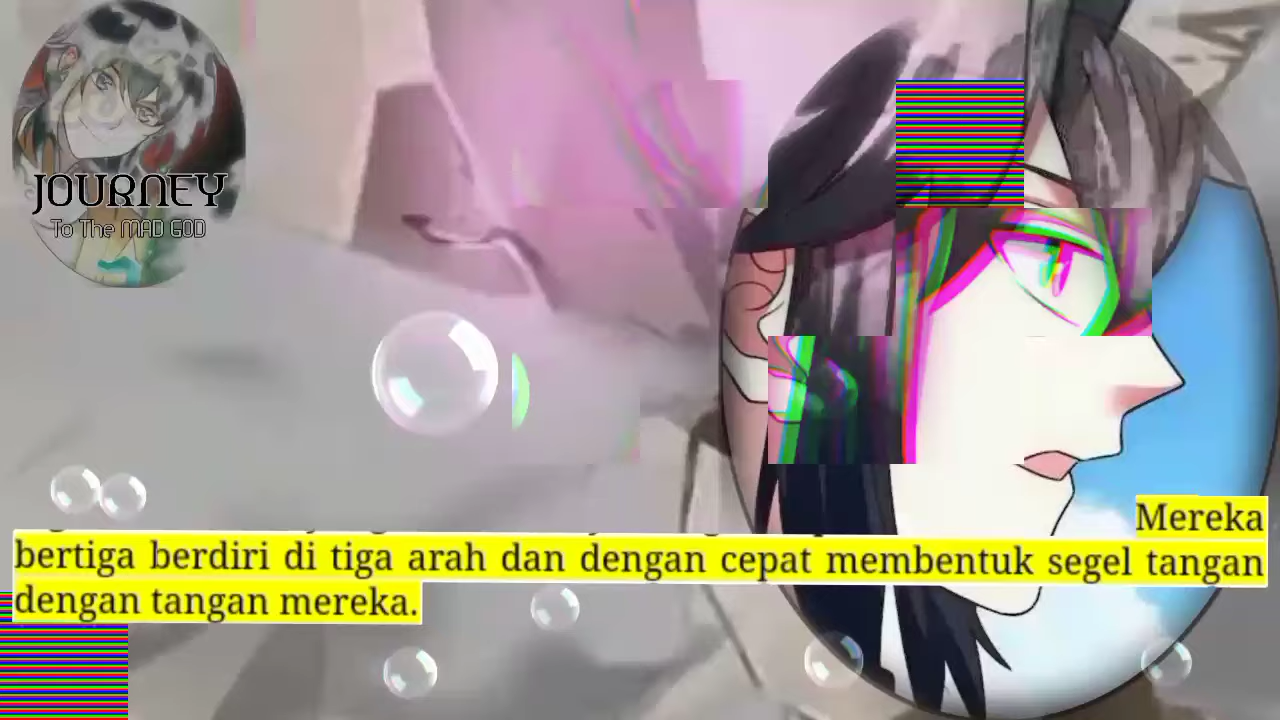 JOURNEY
To The MAD GOD
Mereka
bertiga berdiri di tiga arah dan dengan cepat membentuk segel tangan
dengan tangan mereka.